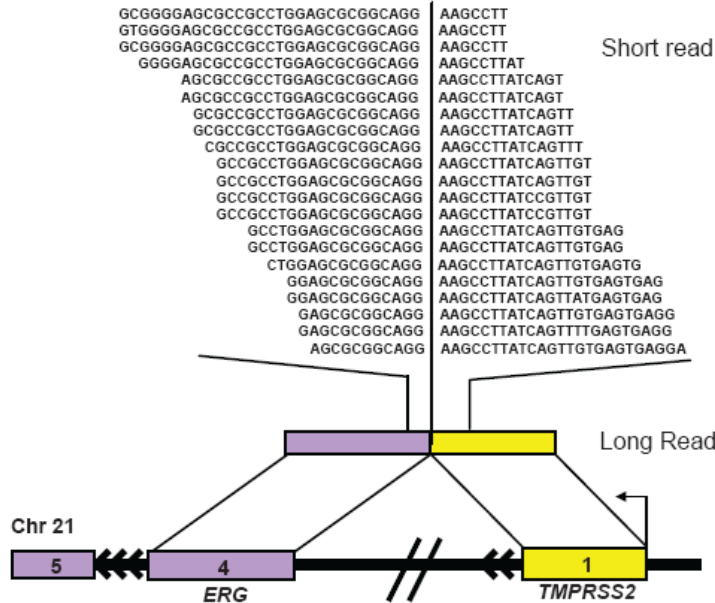 GCGGGGAGCGCCGCCTGGAGCGCGGCAGG AAGCCTT
GTGGGGAGCGCCGCCTGGAGCGCGGCAGG AAGCCTT
GCGGGGAGCGCCGCCTGGAGCGCGGCAGG AAGCCTT
Short read
GGGGAGCGCCGCCTGGAGCGCGGCAGG AAGCCTTAT
AGCGCCGCCTGGAGCGCGGCAGG AAGCCTTATCAGT
AGCGCCGCCTGGAGCGCGGCAGG AAGCCTTATCAGT
GCGCCGCCTGGAGCGCGGCAGG AAGCCTTATCAGTT
GCGCCGCCTGGAGCGCGGCAGG AAGCCTTATCAGTT
CGCCGCCTGGAGCGCGGCAGG AAGCCTTATCAGTTT
GCCGCCTGGAGCGCGGCAGG AAGCCTTATCAGTTGT
GCCGCCTGGAGCGCGGCAGG AAGCCTTATCAGTTGT
GCCGCCTGGAGCGCGGCAGG AAGCCTTATCCGTTGT
GCCGCCTGGAGCGCGGCAGG AAGCCTTATCCGTTGT
GCCTGGAGCGCGGCAGG AAGCCTTATCAGTTGTGAG
GCCTGGAGCGCGGCAGG AAGCCTTATCAGTTGTGAG
CTGGAGCGCGGCAGG AAGCCTTATCAGTTGTGAGTG
GGAGCGCGGCAGG AAGCCTTATCAGTTGTGAGTGAG
GGAGCGCGGCAGG AAGCCTTATCAGTTATGAGTGAG
GAGCGCGGCAGG AAGCCTTATCAGTTGTGAGTGAGG
GAGCGCGGCAGG AAGCCTTATCAGTTTTGAGTGAGG
AGCGCGGCAGG AAGCCTTATCAGTTGTGAGTGAGGA
Long Read
Chr 21
5 4 1
ERG TMPRSS2